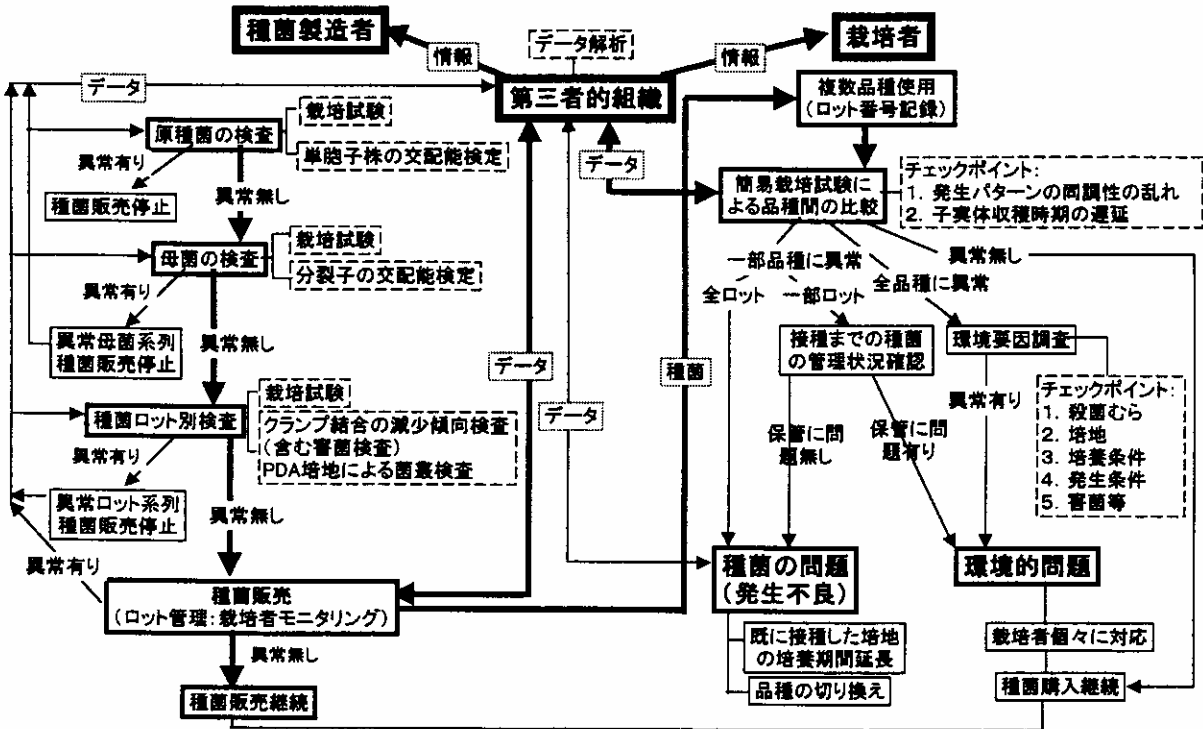 種菌製造者
情報
データ解析
情報
栽培者
データ
第三者的組織
複数品種使用
(ロット番号記録)
原種菌の検査
栽培試験
単胞子株の交配能検定
異常有り
種菌販売停止
異常無し
データ
簡易栽培試験に
よる品種間の比較
チェックポイント:
1. 発生パターンの同調性の乱れ
2. 子実体収穫時期の遅延
母菌の検査
栽培試験
分裂子の交配能検定
異常有り
異常母菌系列
種菌販売停止
異常無し
一部品種に異常
異常無し
全ロット
一部ロット
全品種に異常
接種までの種菌
の管理状況確認
環境要因調査
データ
種菌
データ
種菌ロット別検査
栽培試験
クランプ結合の減少傾向検査
(含む害菌検査)
PDA培地による菌叢検査
異常有り
異常ロット系列
種菌販売停止
異常無し
保管に問
題無し
保管に問
題有り
異常有り
チェックポイント:
1. 殺菌むら
2. 培地
3. 培養条件
4. 発生条件
5. 害菌等
異常有り
種菌販売
(ロット管理:栽培者モニタリング)
異常無し
種菌販売継続
種菌の問題
(発生不良)
環境的問題
既に接種した培地
の培養期間延長
品種の切り換え
栽培者個々に対応
種菌購入継続